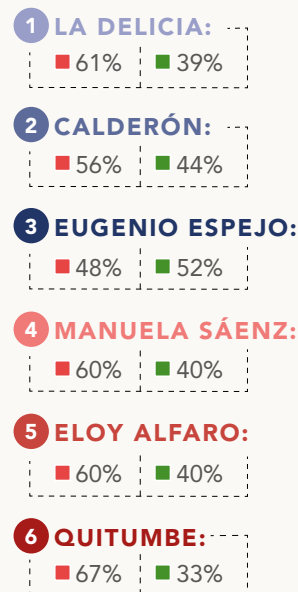 1 LA DELICIA:
61% 39%
2 CALDERÓN:
56% 44%
3 EUGENIO ESPEJO:
48% 52%
4 MANUELA SÁENZ:
60% 40%
5 ELOY ALFARO:
60% 40%
6 QUITUMBE:
67% 33%